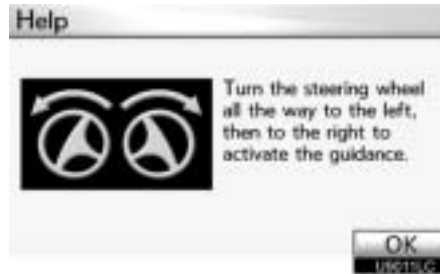 Help
Turn the steering wheel
all the way to the left,
then to the right to
activate the guidance.
OK